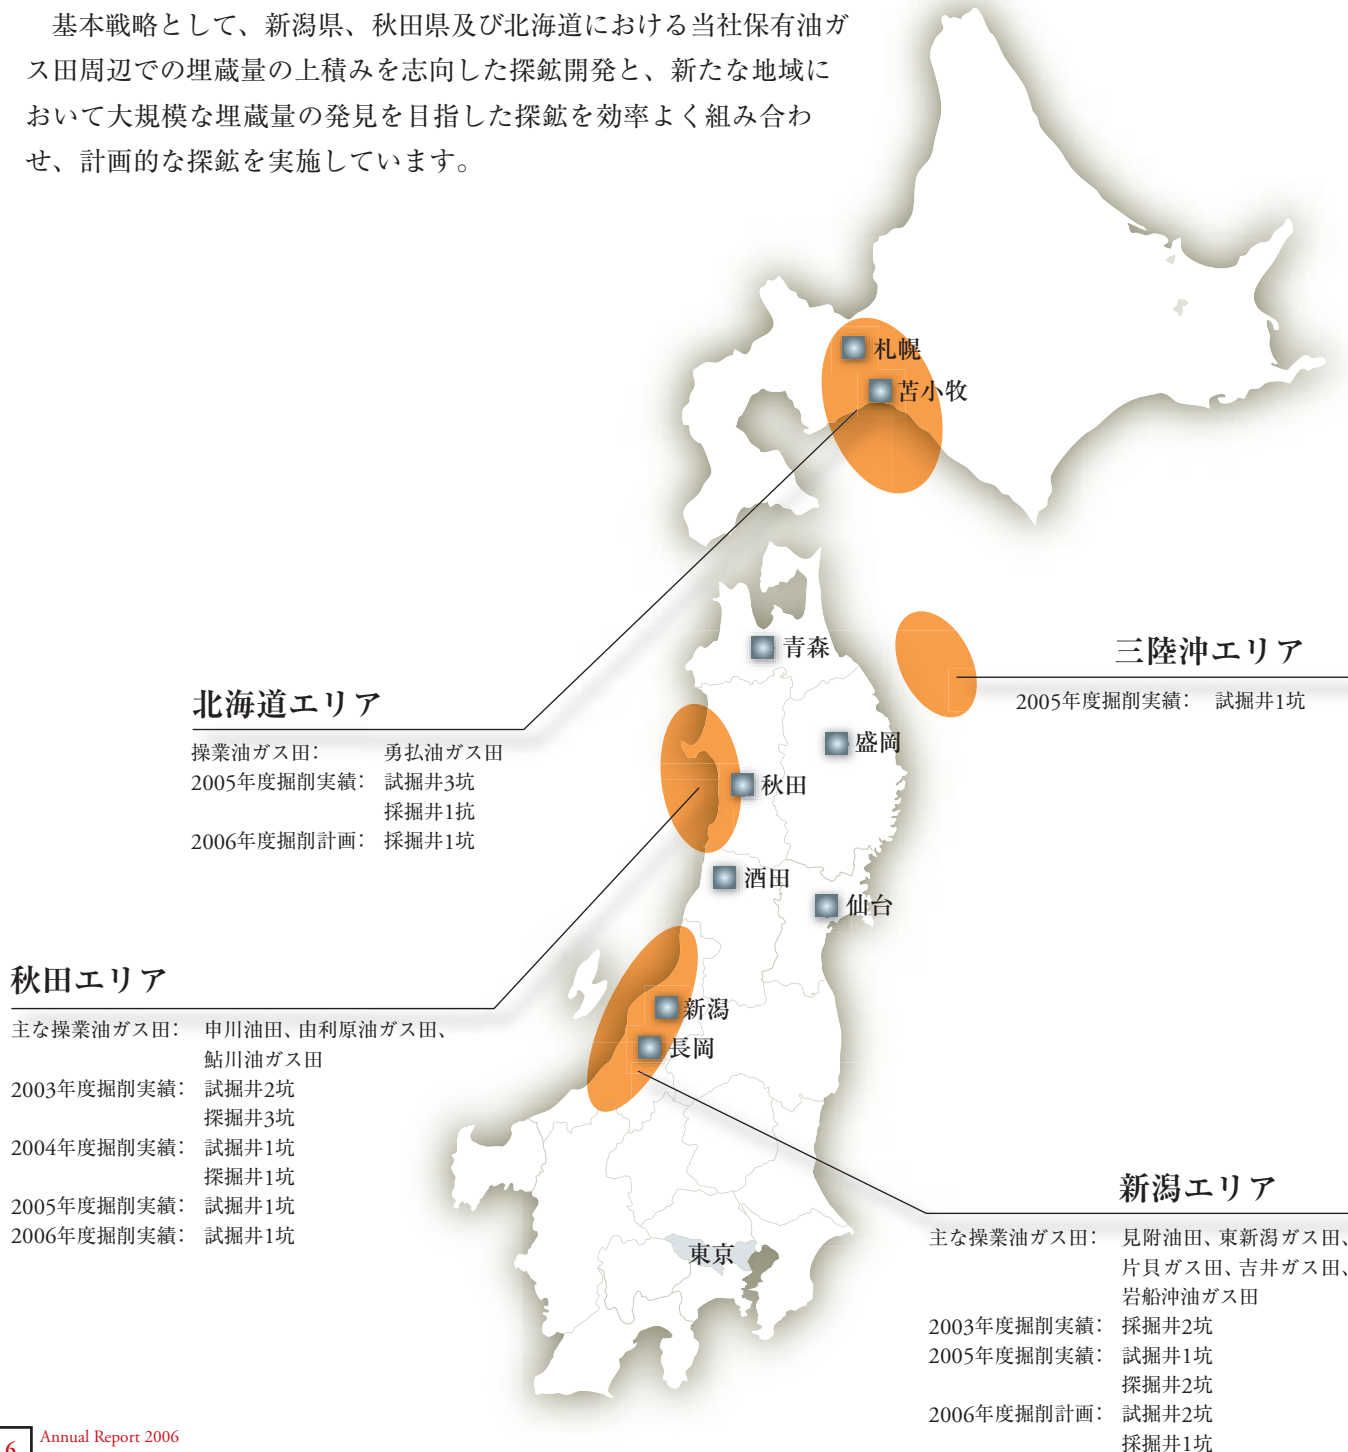 基本戦略として、新潟県、秋田県及び北海道における当社保有油ガ
ス田周辺での埋蔵量の上積みを志向した探鉱開発と、新たな地域に
おいて大規模な埋蔵量の発見を目指した探鉱を効率よく組み合わ
せ、計画的な探鉱を実施しています。
札幌
苫小牧
青森
盛岡
秋田
酒田
仙台
新潟
長岡
東京
三陸沖エリア
2005年度掘削実績： 試掘井1坑
北海道エリア
操業油ガス田： 勇払油ガス田
2005年度掘削実績： 試掘井3坑
採掘井1抗
2006年度掘削計画： 採掘井1坑
秋田エリア
主な操業油ガス田： 申川油田、由利原油ガス田、
鮎川油ガス田
2003年度掘削実績： 試掘井2坑
探掘井3坑
2004年度掘削実績： 試掘井1坑
探掘井1坑
2005年度掘削実績： 試掘井1坑
2006年度掘削実績： 試掘井1坑
新潟エリア
主な操業油ガス田： 見附油田、東新潟ガス田、
片貝ガス田、吉井ガス田、
岩船沖油ガス田
2003年度掘削実績： 採掘井2坑
2005年度掘削実績： 試掘井1坑
探掘井2坑
2006年度掘削計画： 試掘井2坑
採掘井1坑
6 Annual Report 2006